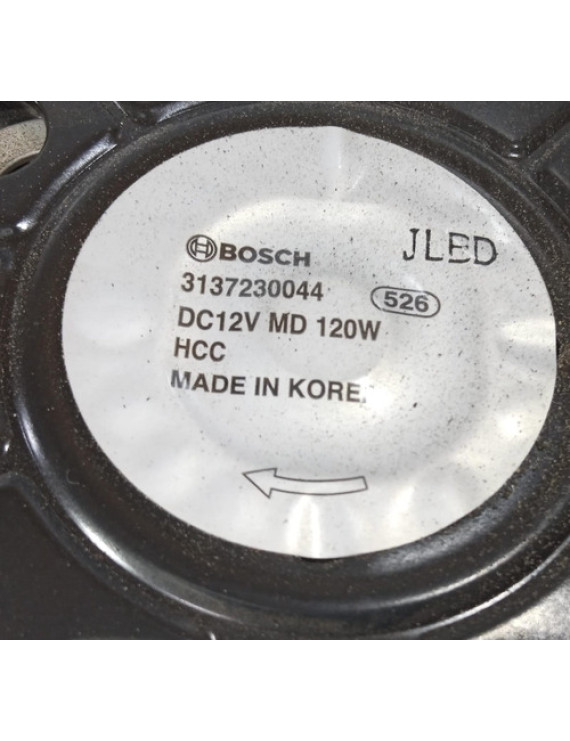 BOSCH
JLED
3137230044
526
DC12V MD 120W
HCC
MADE IN KORE